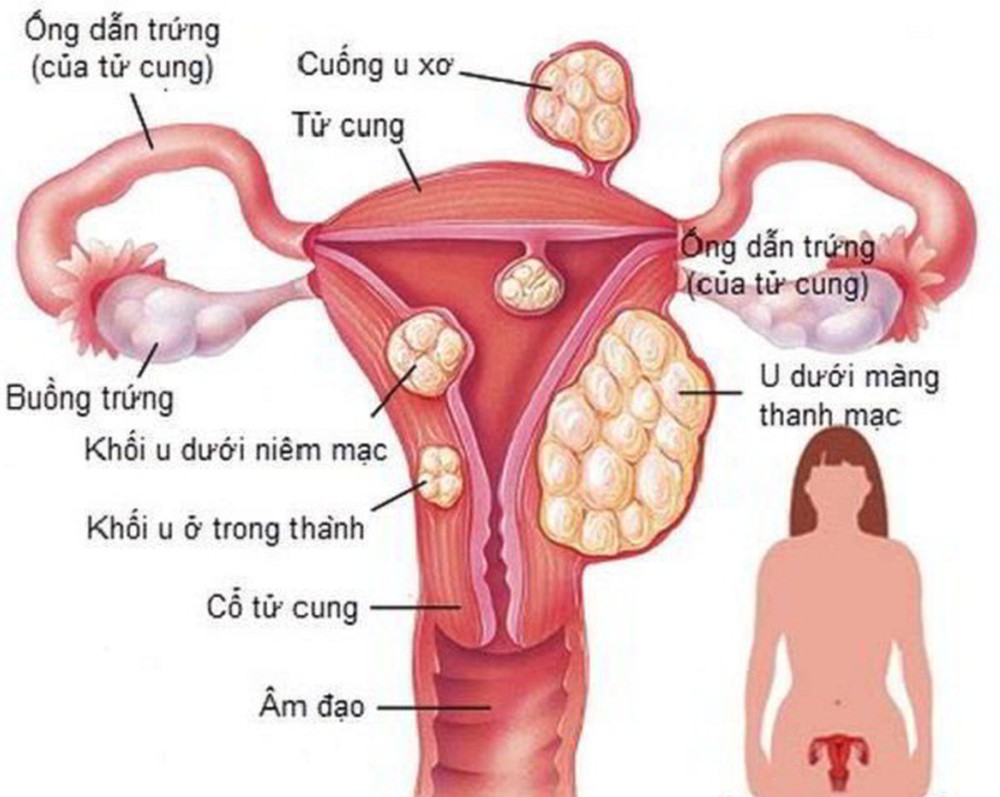 Ống dẫn trứng
(của tử cung)
Cuống u xơ
Tử cung
Ống dẫn trứng
(của tử cung)
Buồng trứng
U dưới màng
thanh mạc
Khối u dưới niêm mạc
Khối u ở trong thành
Cổ tử cung
Âm đạo